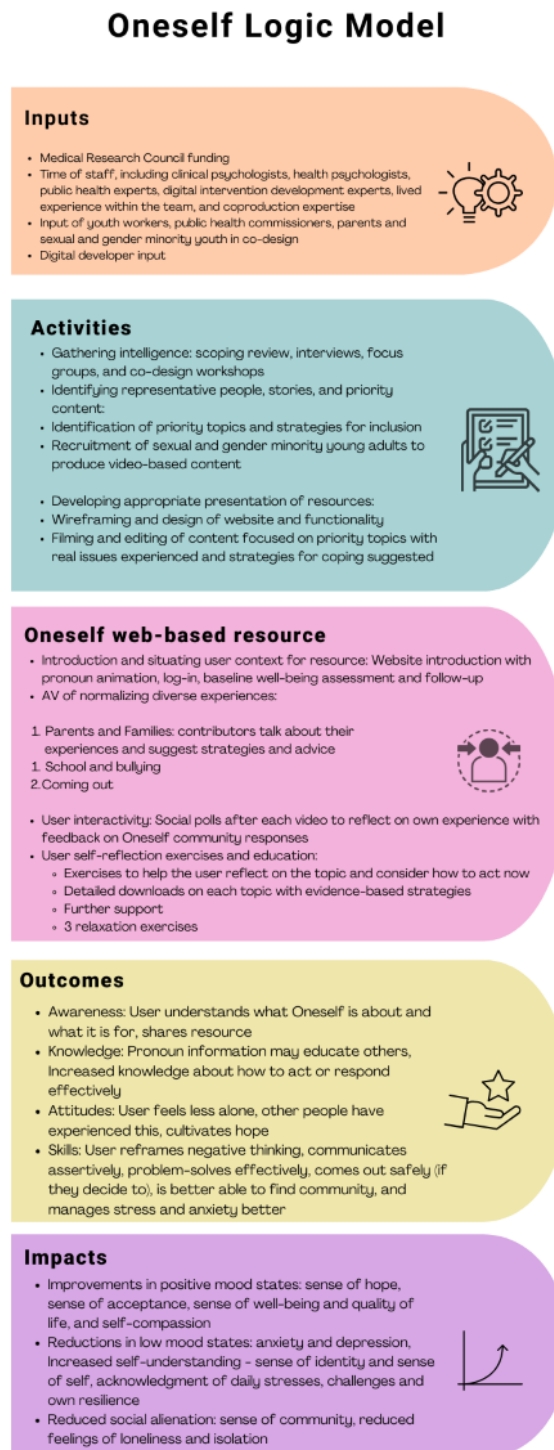 Oneself Logic Model
Inputs
• Medical Research Council funding
• Time of staff, including clinical psychologists, health psychologists,
public health experts, digital intervention development experts, lived
experience within the team, and coproduction expertise
• Input of youth workers, public health commissioners, parents and
sexual and gender minority youth in co-design
• Digital developer input
Activities
• Gathering intelligence: scoping review, interviews, focus
groups, and co-design workshops
• Identifying representative people, stories, and priority
content:
• Identification of priority topics and strategies for inclusion
• Recruitment of sexual and gender minority young adults to
produce video-based content
• Developing appropriate presentation of resources:
• Wireframing and design of website and functionality
• Filming and editing of content focused on priority topics with
real issues experienced and strategies for coping suggested
Oneself web-based resource
• Introduction and situating user context for resource: Website introduction with
pronoun animation, log-in, baseline well-being assessment and follow-up
• AV of normalizing diverse experiences:
1. Parents and Families: contributors talk about their
experiences and suggest strategies and advice
1. School and bullying
2. Coming out
• User interactivity: Social polls after each video to reflect on own experience with
feedback on Oneself community responses
• User self-reflection exercises and education:
◦ Exercises to help the user reflect on the topic and consider how to act now
◦ Detailed downloads on each topic with evidence-based strategies
◦ Further support
◦ 3 relaxation exercises
Outcomes
• Awareness: User understands what Oneself is about and
what it is for, shares resource
• Knowledge: Pronoun information may educate others,
Increased knowledge about how to act or respond
effectively
• Attitudes: User feels less alone, other people have
experienced this, cultivates hope
• Skills: User reframes negative thinking, communicates
assertively, problem-solves effectively, comes out safely (if
they decide to), is better able to find community, and
manages stress and anxiety better
Impacts
• Improvements in positive mood states: sense of hope,
sense of acceptance, sense of well-being and quality of
life, and self-compassion
• Reductions in low mood states: anxiety and depression,
Increased self-understanding - sense of identity and sense
of self, acknowledgment of daily stresses, challenges and
own resilience
• Reduced social alienation: sense of community, reduced
feelings of loneliness and isolation